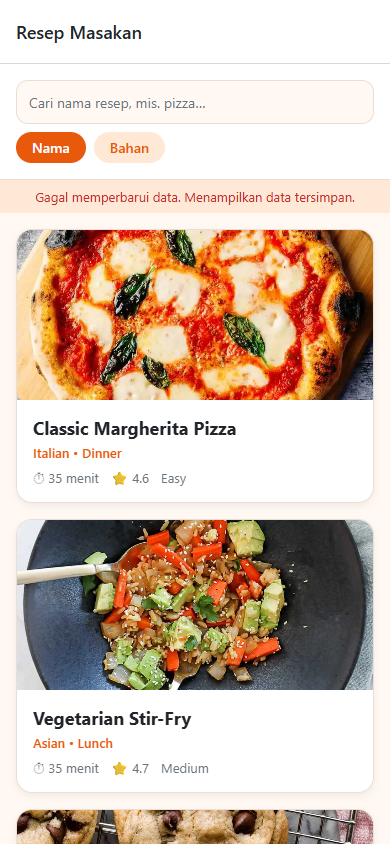 Resep Masakan
Cari nama resep, mis. pizza...
Nama
Bahan
Gagal memperbarui data. Menampilkan data tersimpan.
Classic Margherita Pizza
Italian • Dinner
⏱ 35 menit ⭐ 4.6 Easy
Vegetarian Stir-Fry
Asian • Lunch
⏱ 35 menit ⭐ 4.7 Medium